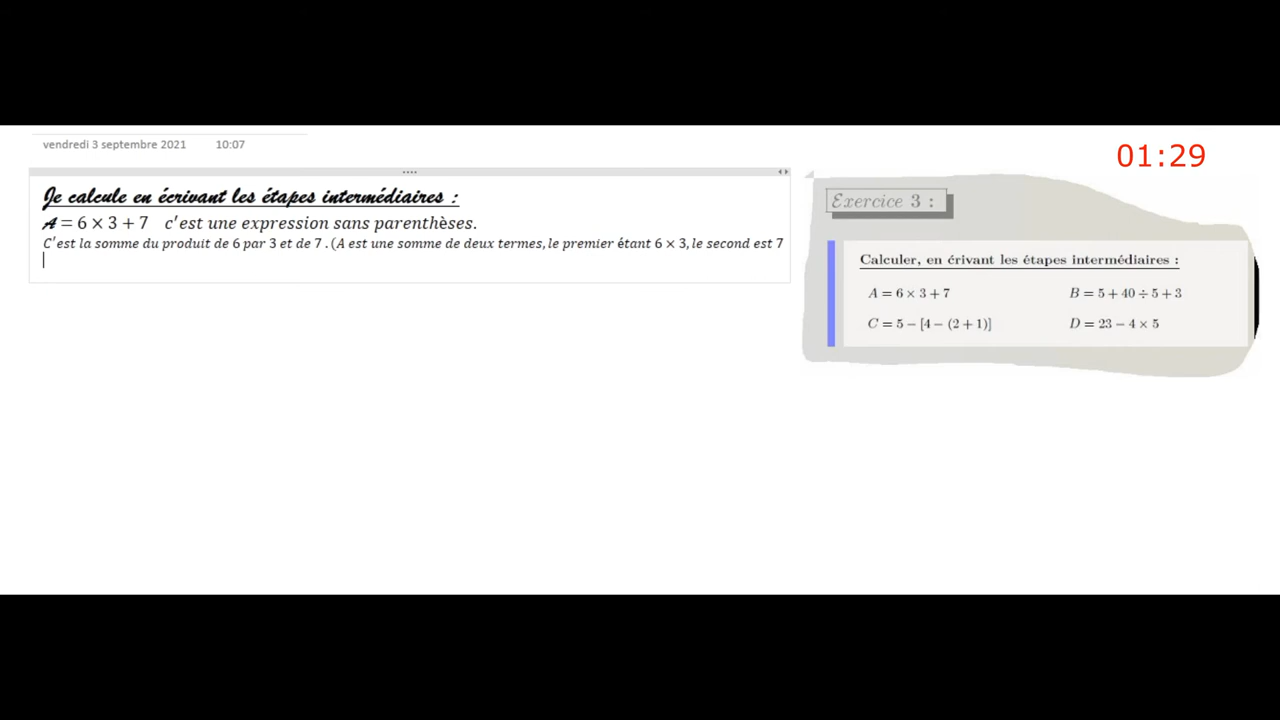 vendredi 3 septembre 2021 10:07
01:29
Je calcule en écrivant les étapes intermédiaires :
A = 6 × 3 + 7 c'est une expression sans parenthèses.
C'est la somme du produit de 6 par 3 et de 7 . (A est une somme de deux termes, le premier étant 6 × 3, le second est 7
Exercice 3 :
Calculer, en érivant les étapes intermédiaires :
A = 6 × 3 + 7 B = 5 + 40 ÷ 5 + 3
C = 5 − [4 − (2 + 1)] D = 23 − 4 × 5